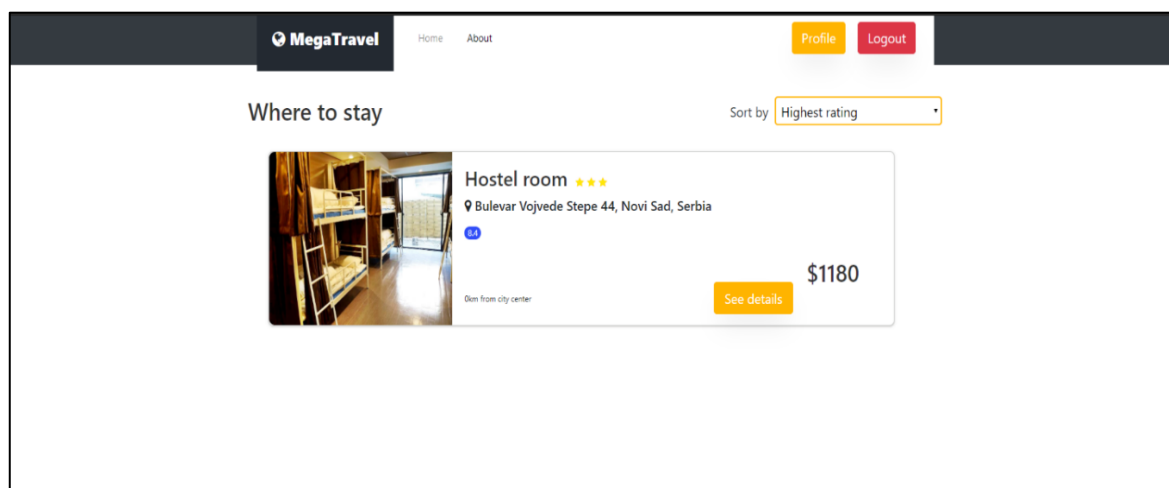 MegaTravel
Home
About
Profile
Logout
Where to stay
Sort by
Highest rating
Hostel room
Bulevar Vojvede Stepe 44, Novi Sad, Serbia
8.4
$1180
0km from city center
See details